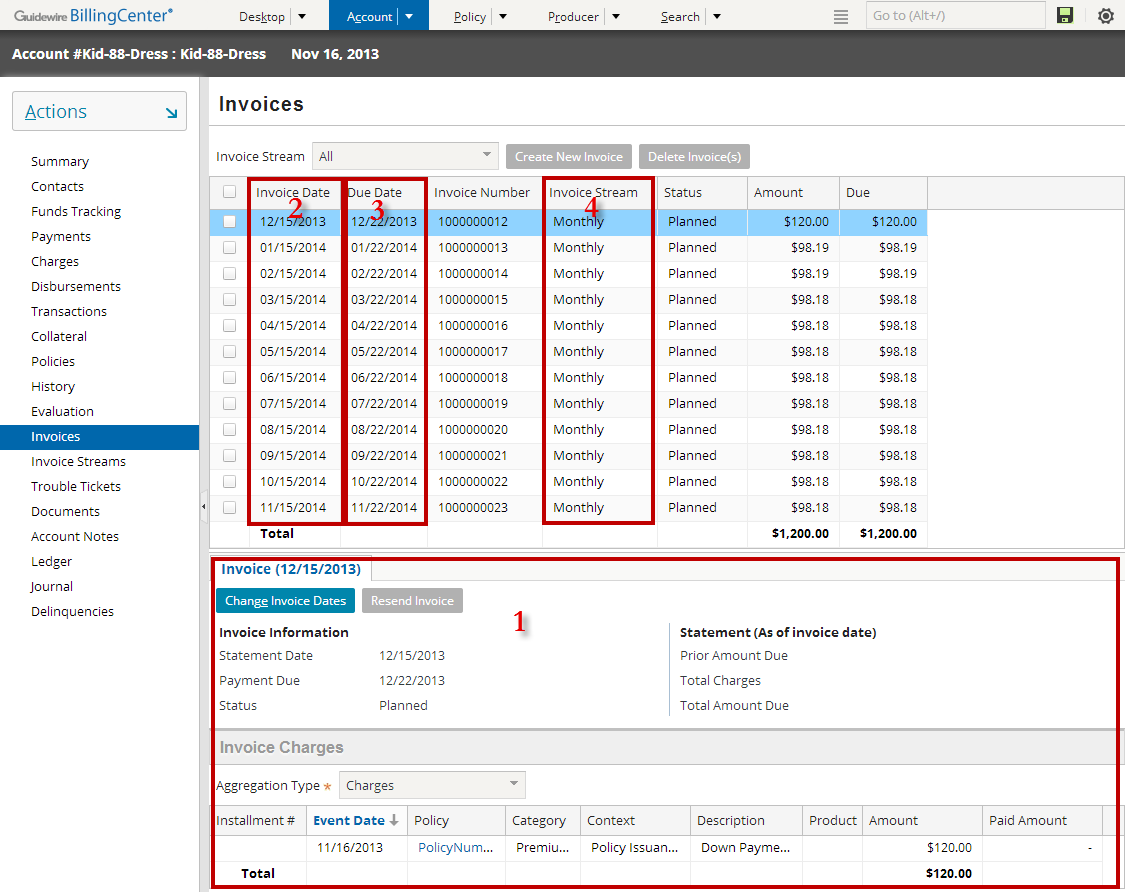 Guidewire BillingCenter® Desktop Account Policy Producer Search Go to (Alt+/)
Account #Kid-88-Dress : Kid-88-Dress Nov 16, 2013
Actions
Summary
Contacts
Funds Tracking
Payments
Charges
Disbursements
Transactions
Collateral
Policies
History
Evaluation
Invoices
Invoice Streams
Trouble Tickets
Documents
Account Notes
Ledger
Journal
Delinquencies
Invoices
Invoice Stream All Create New Invoice Delete Invoice(s)
Invoice Date Due Date Invoice Number Invoice Stream Status Amount Due
2 3 4
12/15/2013 12/22/2013 1000000012 Monthly Planned $120.00 $120.00
01/15/2014 01/22/2014 1000000013 Monthly Planned $98.19 $98.19
02/15/2014 02/22/2014 1000000014 Monthly Planned $98.19 $98.19
03/15/2014 03/22/2014 1000000015 Monthly Planned $98.18 $98.18
04/15/2014 04/22/2014 1000000016 Monthly Planned $98.18 $98.18
05/15/2014 05/22/2014 1000000017 Monthly Planned $98.18 $98.18
06/15/2014 06/22/2014 1000000018 Monthly Planned $98.18 $98.18
07/15/2014 07/22/2014 1000000019 Monthly Planned $98.18 $98.18
08/15/2014 08/22/2014 1000000020 Monthly Planned $98.18 $98.18
09/15/2014 09/22/2014 1000000021 Monthly Planned $98.18 $98.18
10/15/2014 10/22/2014 1000000022 Monthly Planned $98.18 $98.18
11/15/2014 11/22/2014 1000000023 Monthly Planned $98.18 $98.18
Total $1,200.00 $1,200.00
Invoice (12/15/2013)
Change Invoice Dates Resend Invoice
1
Invoice Information Statement (As of invoice date)
Statement Date 12/15/2013 Prior Amount Due
Payment Due 12/22/2013 Total Charges
Status Planned Total Amount Due
Invoice Charges
Aggregation Type * Charges
Installment # Event Date ↓ Policy Category Context Description Product Amount Paid Amount
11/16/2013 PolicyNum... Premiu... Policy Issuan... Down Payme... $120.00 -
Total $120.00